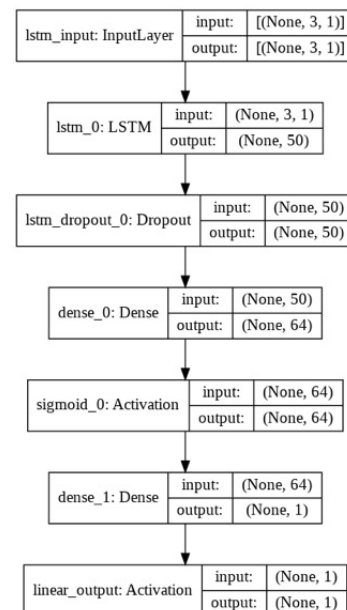 lstm_input: InputLayer
input: [(None, 3, 1)]
output: [(None, 3, 1)]
lstm_0: LSTM
input: (None, 3, 1)
output: (None, 50)
lstm_dropout_0: Dropout
input: (None, 50)
output: (None, 50)
dense_0: Dense
input: (None, 50)
output: (None, 64)
sigmoid_0: Activation
input: (None, 64)
output: (None, 64)
dense_1: Dense
input: (None, 64)
output: (None, 1)
linear_output: Activation
input: (None, 1)
output: (None, 1)